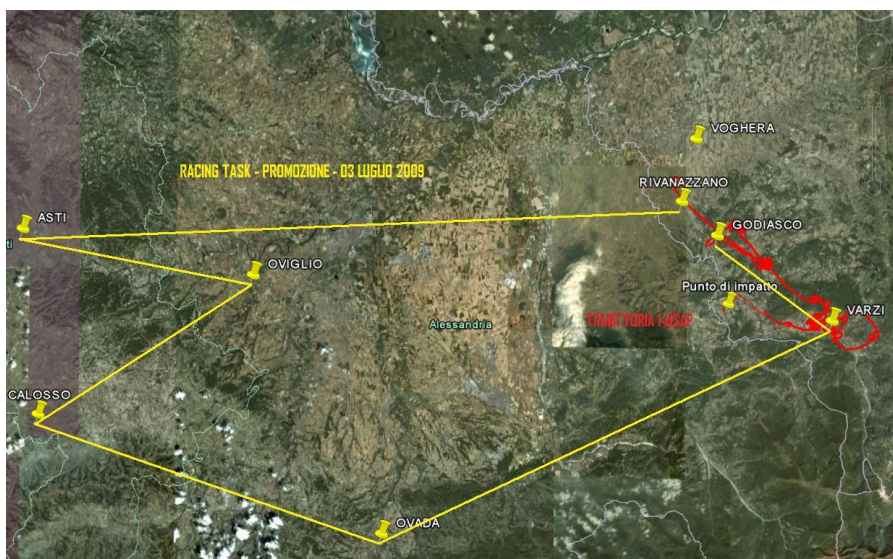 VOGHERA
RACING TASK - PROMOZIONE - 03 LUGLIO 2009
RIVANAZZANO
ASTI
GODIASCO
ti
OVIGLIO
Punto di impatto
VARZI
TRAIETTORIA I-USAF
Alessandria
CALOSSO
OVADA